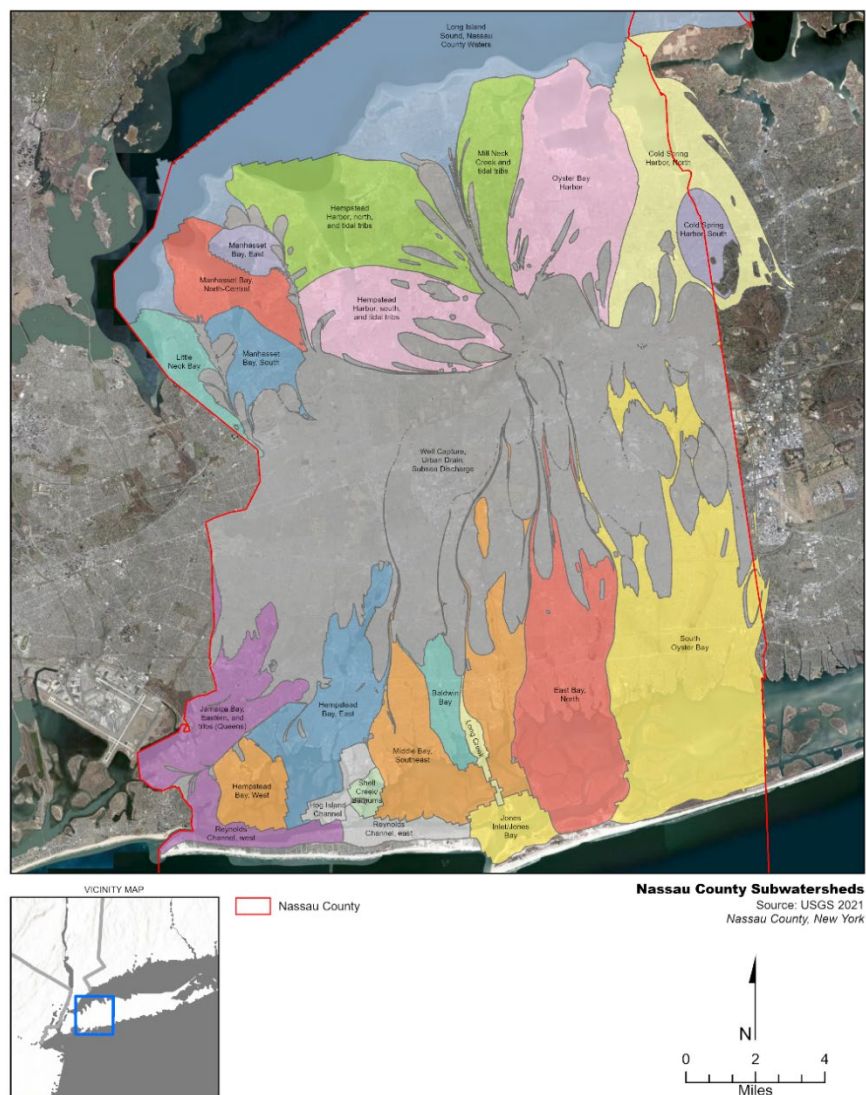 Long Island
Sound, Nassau
County Waters
Mill Neck
Creek and
tidal tribs
Oyster Bay
Harbor
Cold Spring
Harbor, North
Cold Spring
Harbor, South
Hempstead
Harbor, north,
and tidal tribs
Manhasset
Bay, East
Manhasset Bay,
North-Central
Hempstead
Harbor, south,
and tidal tribs
Little
Neck Bay
Manhasset
Bay, South
Well Capture,
Urban Drain,
Subsea Discharge
South
Oyster Bay
Jamaica Bay,
Eastern, and
tribs (Queens)
Hempstead
Bay, East
Baldwin
Bay
East Bay,
North
Long Creek
Middle Bay,
Southeast
Hempstead
Bay, West
Shell
Creek/
Barnums
Hog Island
Channel
Reynolds
Channel, west
Reynolds
Channel, east
Jones
Inlet/Jones
Bay
VICINITY MAP
Nassau County
Nassau County Subwatersheds
Source: USGS 2021
Nassau County, New York
N
0 2 4
Miles